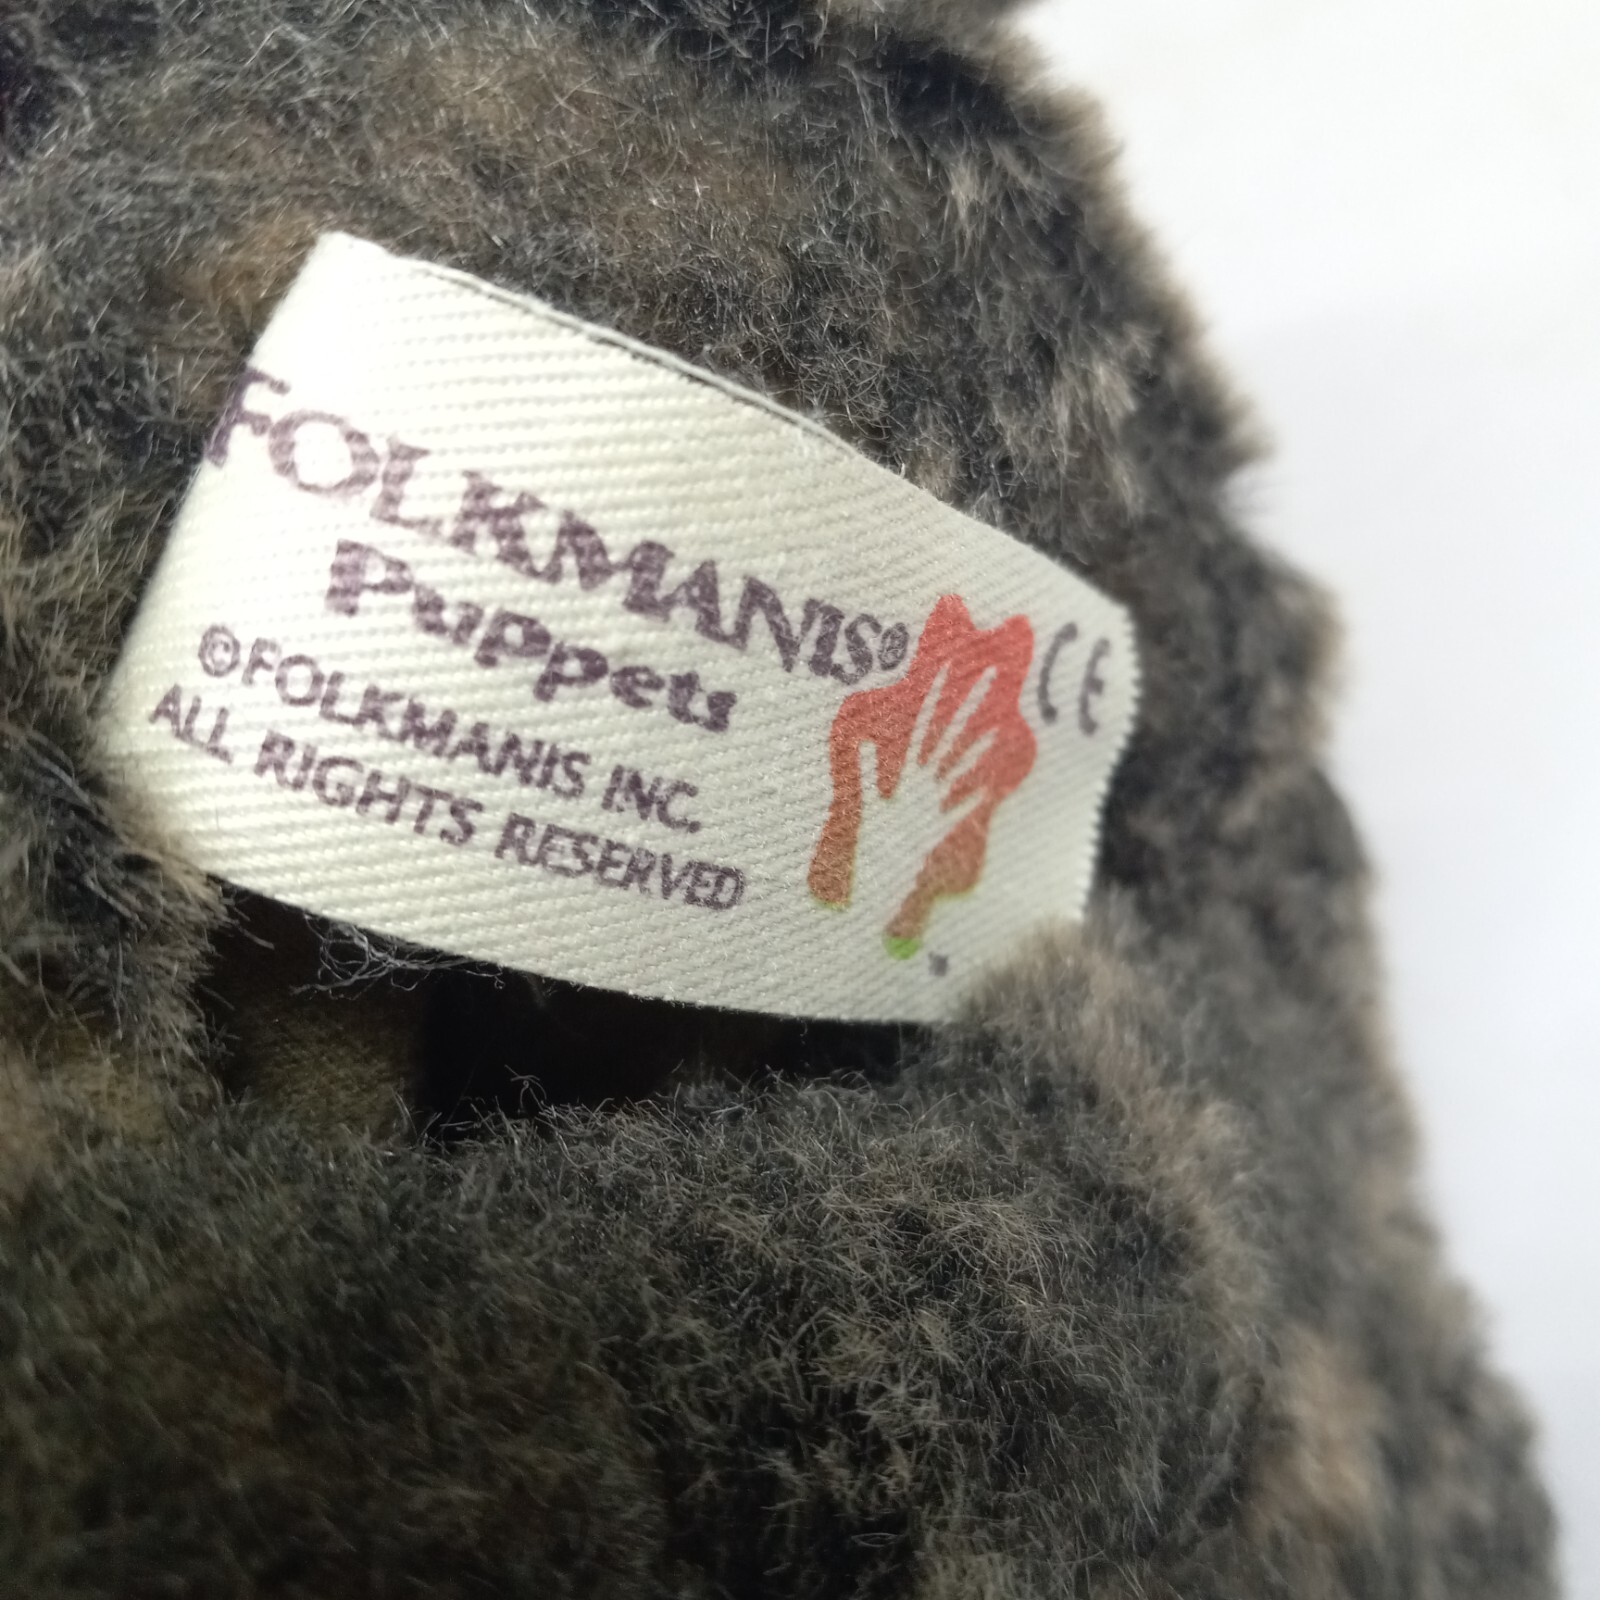 FOLKMANIS®
Puppets
©FOLKMANIS INC.
ALL RIGHTS RESERVED
CE